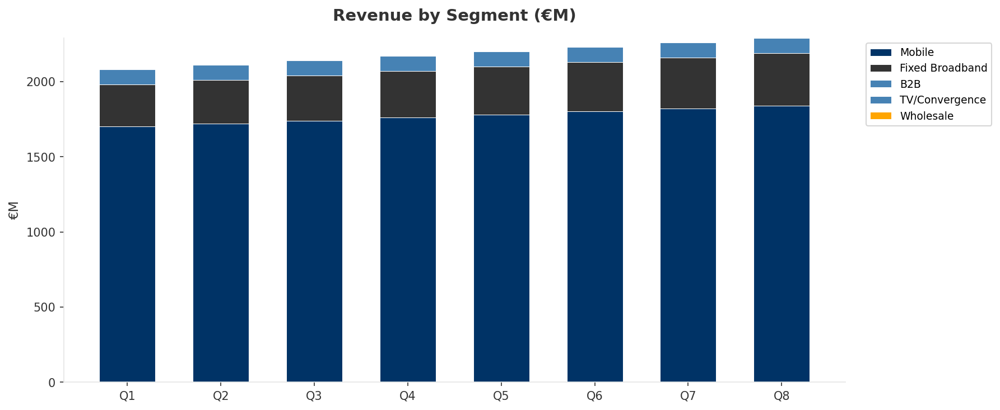 Revenue by Segment (€M)
€M
2000
1500
1000
500
0
Q1 Q2 Q3 Q4 Q5 Q6 Q7 Q8
Mobile
Fixed Broadband
B2B
TV/Convergence
Wholesale